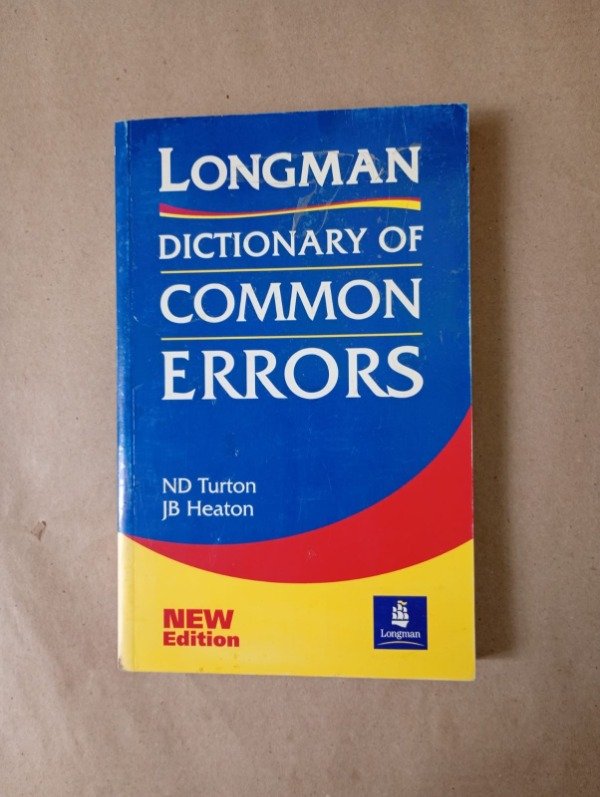 LONGMAN
DICTIONARY OF
COMMON
ERRORS
ND Turton
JB Heaton
NEW
Edition
Longman